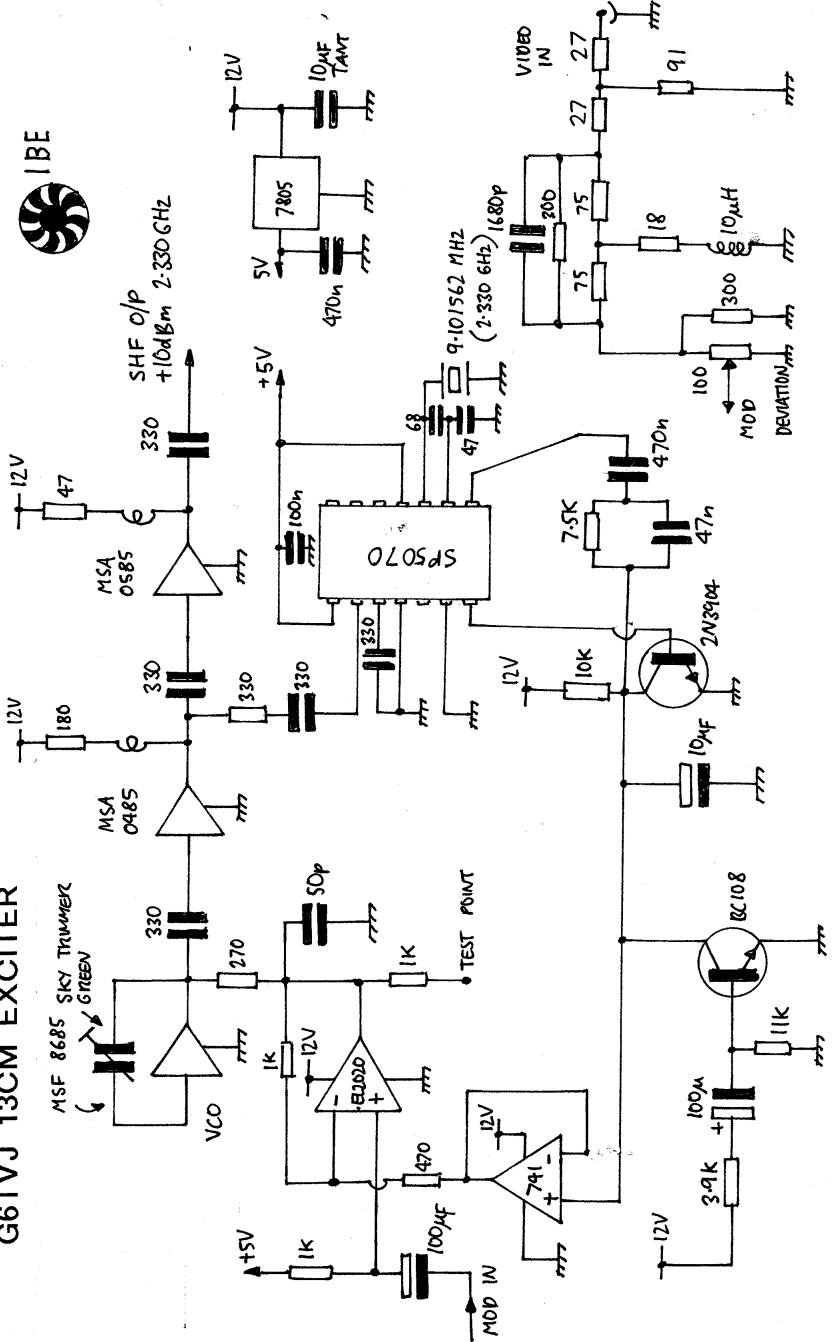 G6TVJ 13CM EXCITER
IBE
MSF 8685
SKY TRIMMER
GREEN
VCO
330
270
50p
1K
TEST POINT
1K
12V
EL2020
-
+
+5V
1K
100µF
MOD IN
470
12V
741
+
-
MSA
0485
12V
180
330
330
330
MSA
0585
12V
47
330
SHF O/P
+10dBm 2.330 GHz
12V
10µF
TANT
7805
5V
470n
+5V
100n
SP5070
330
68
47
9.101562 MHz
(2.330 GHz)
12V
10K
2N3904
7.5K
47n
470n
10µF
BC108
12V
3.9K
+
100µ
11K
VIDEO
IN
27
27
91
1680p
300
75
75
18
10µH
300
100
MOD
DEVIATION